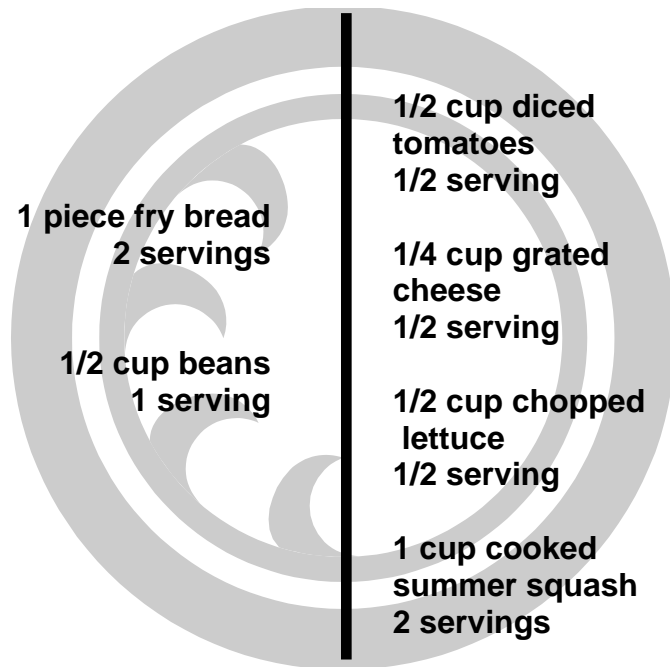 1 piece fry bread
2 servings
1/2 cup beans
1 serving
1/2 cup diced
tomatoes
1/2 serving
1/4 cup grated
cheese
1/2 serving
1/2 cup chopped
lettuce
1/2 serving
1 cup cooked
summer squash
2 servings